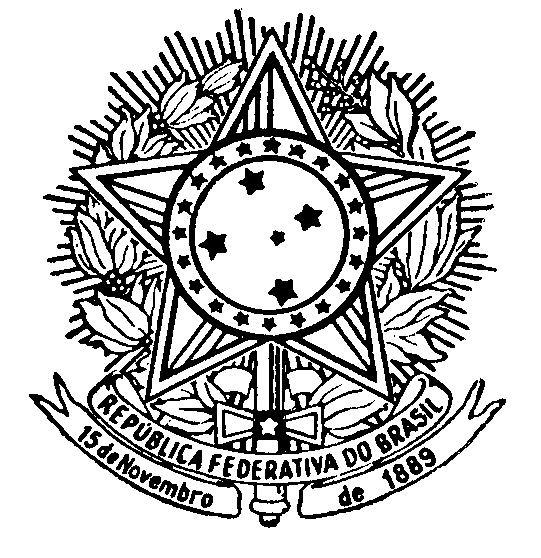 REPÚBLICA FEDERATIVA DO BRASIL
15 de Novembro de 1889